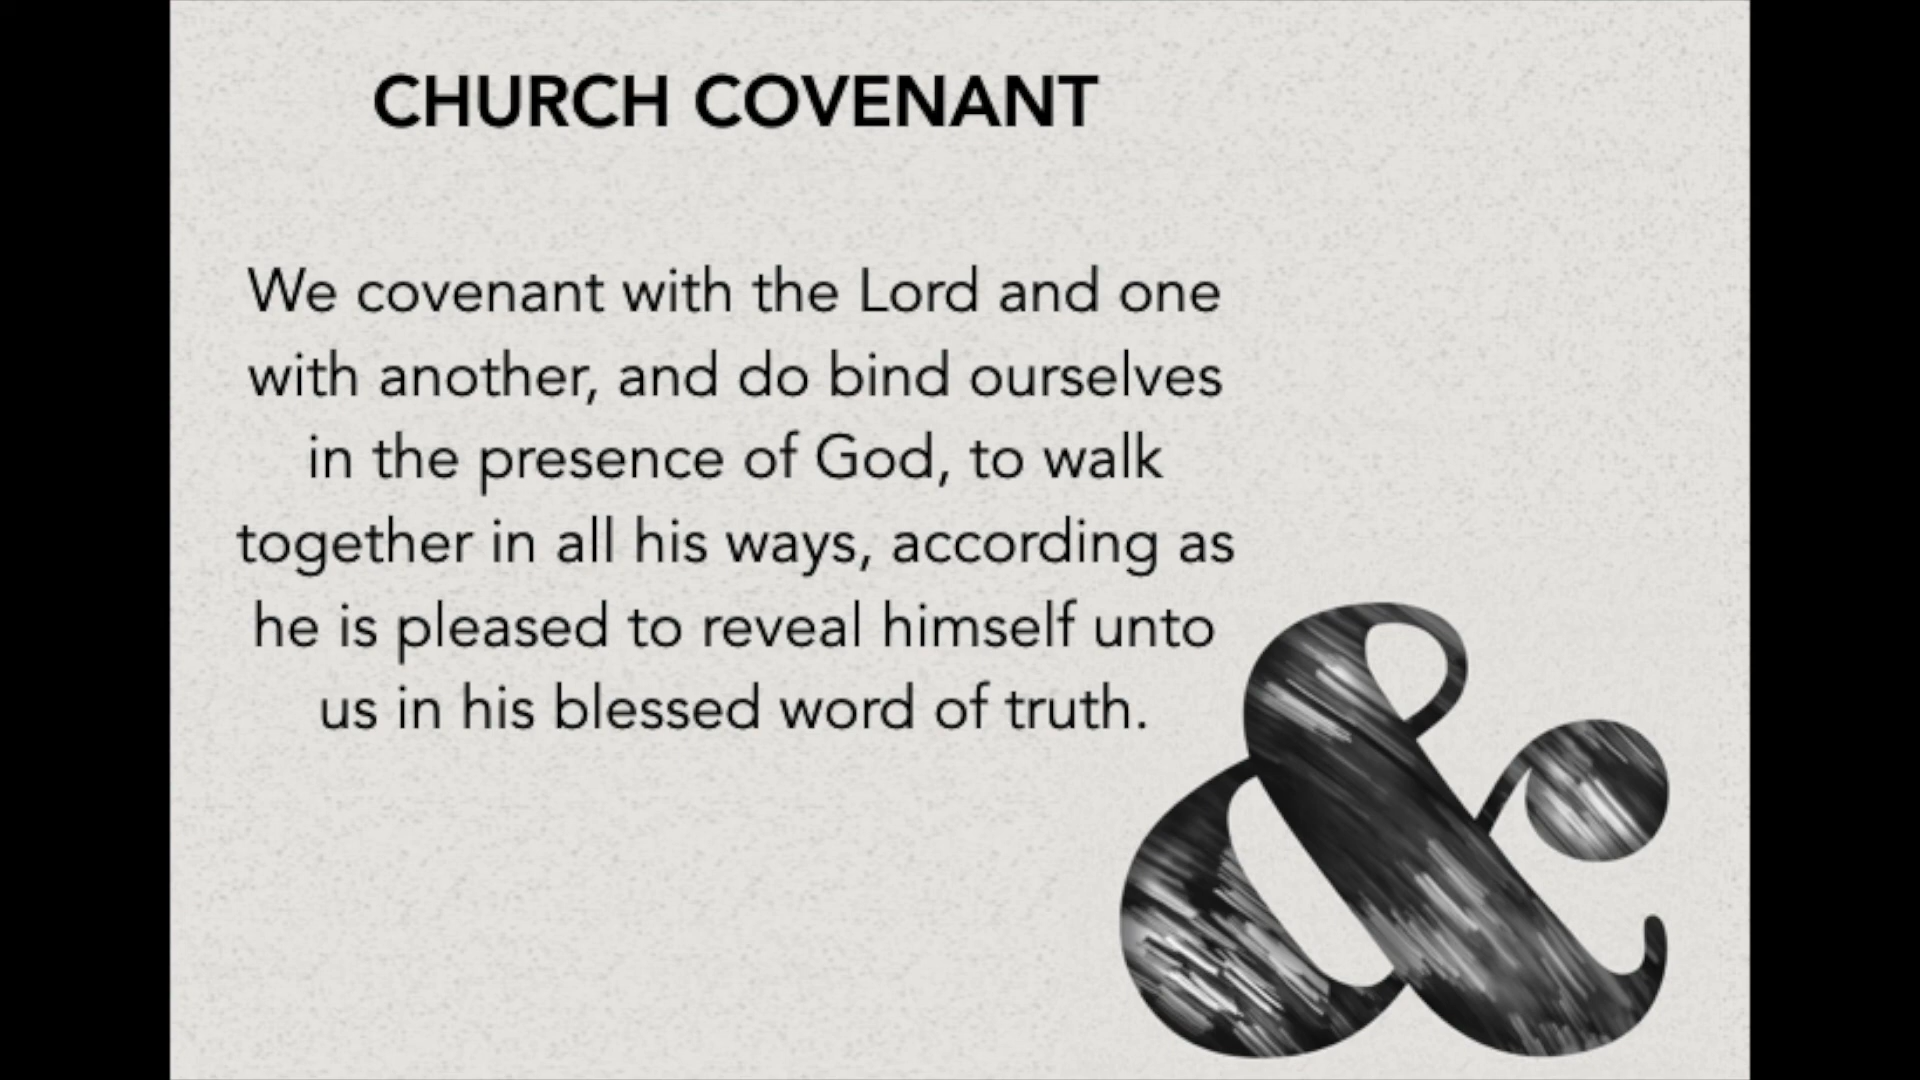 CHURCH COVENANT
We covenant with the Lord and one
with another, and do bind ourselves
in the presence of God, to walk
together in all his ways, according as
he is pleased to reveal himself unto
us in his blessed word of truth.
&